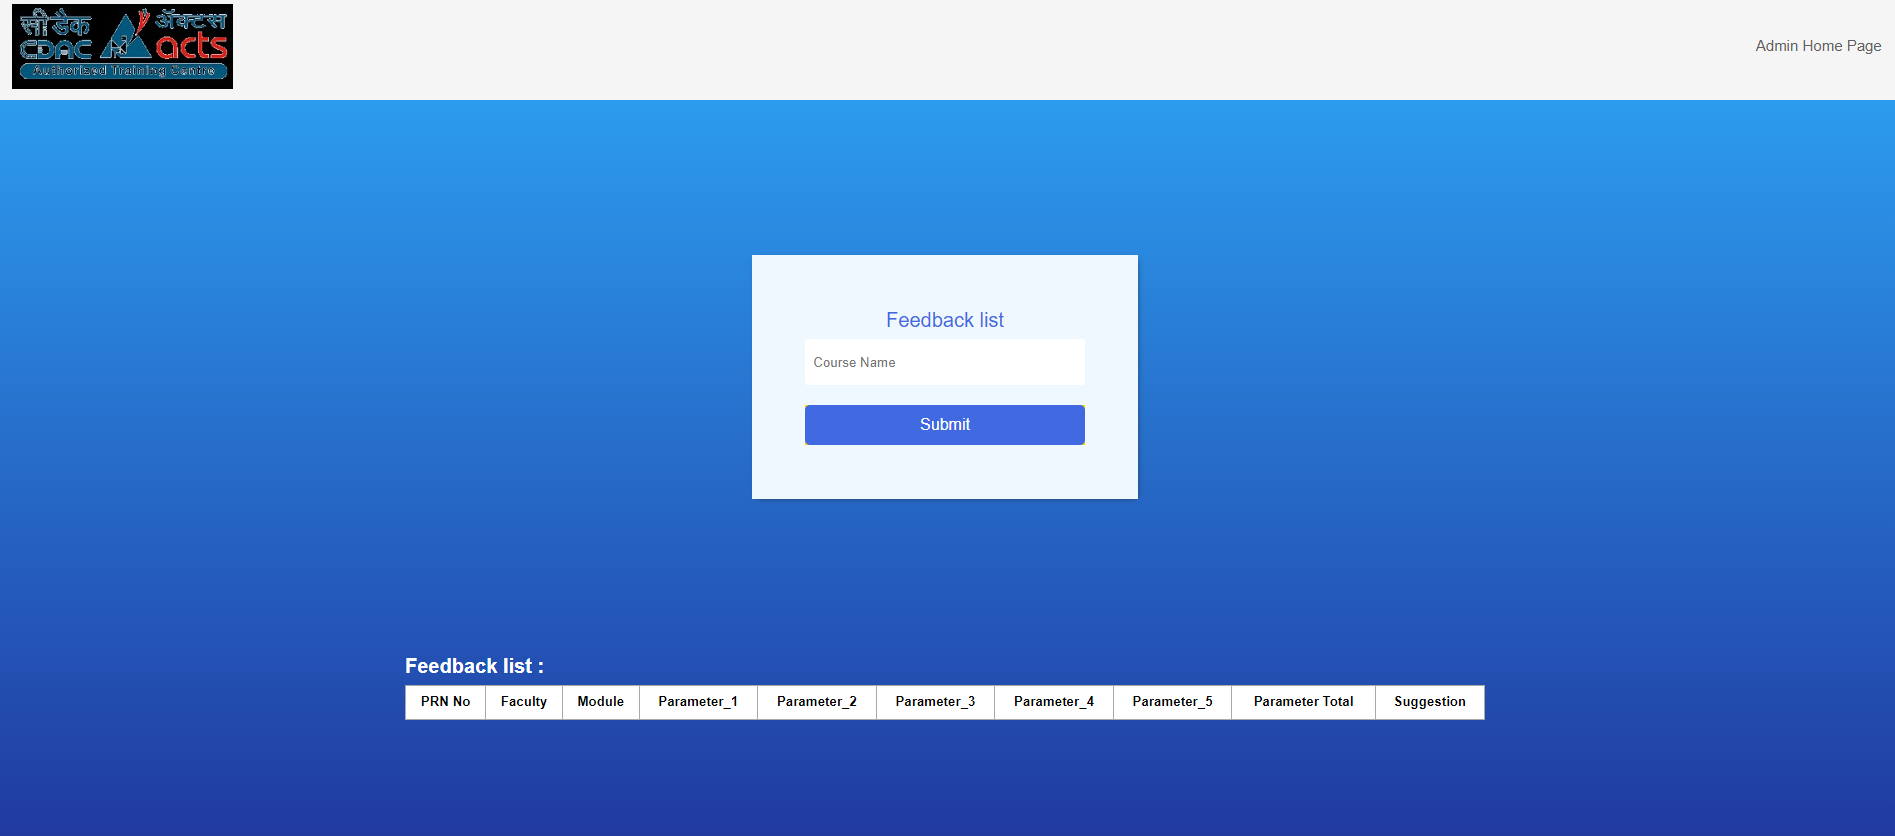 सी डैक ॲक्टस
CDAC acts
Authorized Training Centre
Admin Home Page
Feedback list
Course Name
Submit
Feedback list :
PRN No Faculty Module Parameter_1 Parameter_2 Parameter_3 Parameter_4 Parameter_5 Parameter Total Suggestion